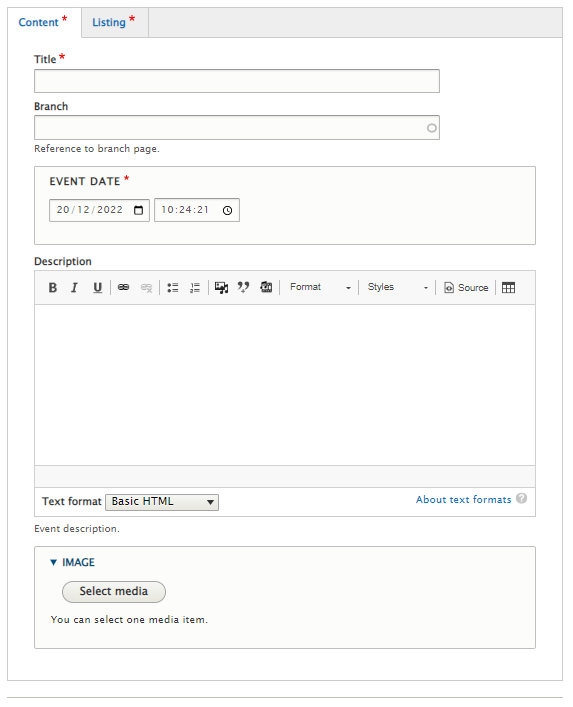 Content * Listing *
Title *
Branch
Reference to branch page.
EVENT DATE *
20/12/2022 10:24:21
Description
B I U Format Styles Source
Text format Basic HTML About text formats ?
Event description.
IMAGE
Select media
You can select one media item.